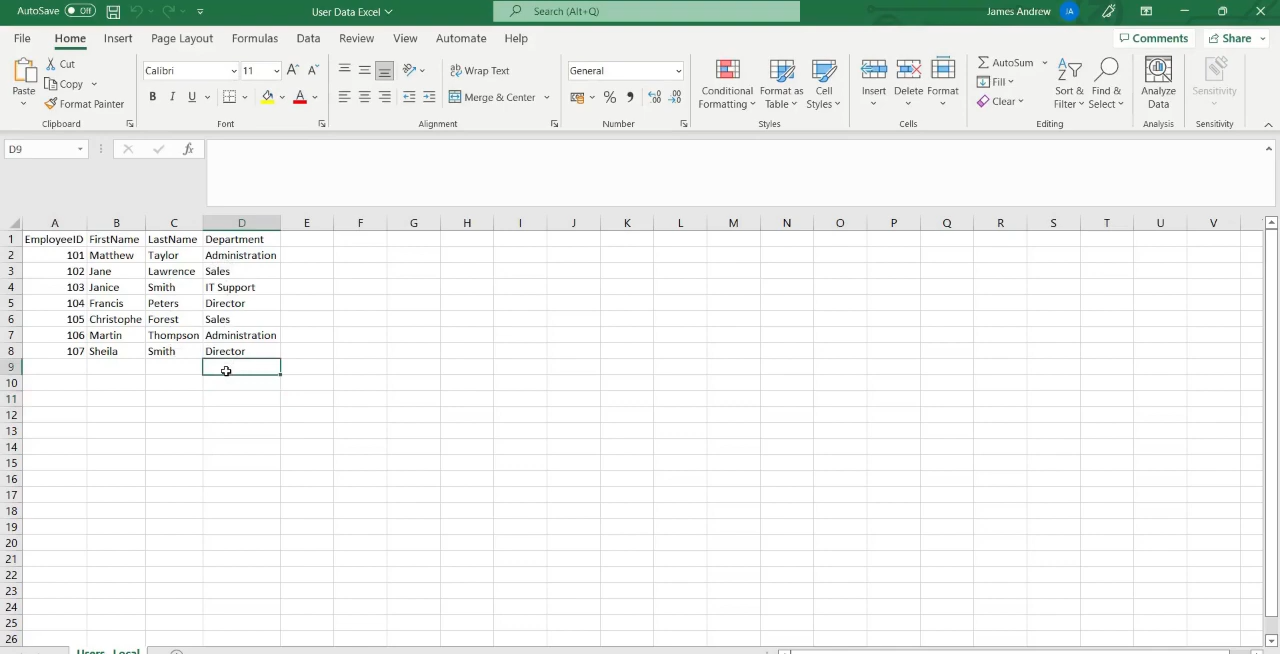 AutoSave Off User Data Excel Search (Alt+Q) James Andrew JA
File Home Insert Draw Page Layout Formulas Data Review View Automate Help Comments Share
Paste Cut Copy Format Painter Clipboard
Calibri 11 A A B I U A Font
Wrap Text Merge & Center Alignment
General % Number
Conditional Formatting Format as Table Cell Styles Styles
Insert Delete Format Cells
AutoSum Fill Clear Sort & Filter Find & Select Editing
Analyze Data Analysis
Sensitivity Sensitivity
D9 fx
A B C D E F G H I J K L M N O P Q R S T U V
1 EmployeeID FirstName LastName Department
2 101 Matthew Taylor Administration
3 102 Jane Lawrence Sales
4 103 Janice Smith IT Support
5 104 Francis Peters Director
6 105 Christophe Forest Sales
7 106 Martin Thompson Administration
8 107 Sheila Smith Director
9
10
11
12
13
14
15
16
17
18
19
20
21
22
23
24
25
26
Users_Local